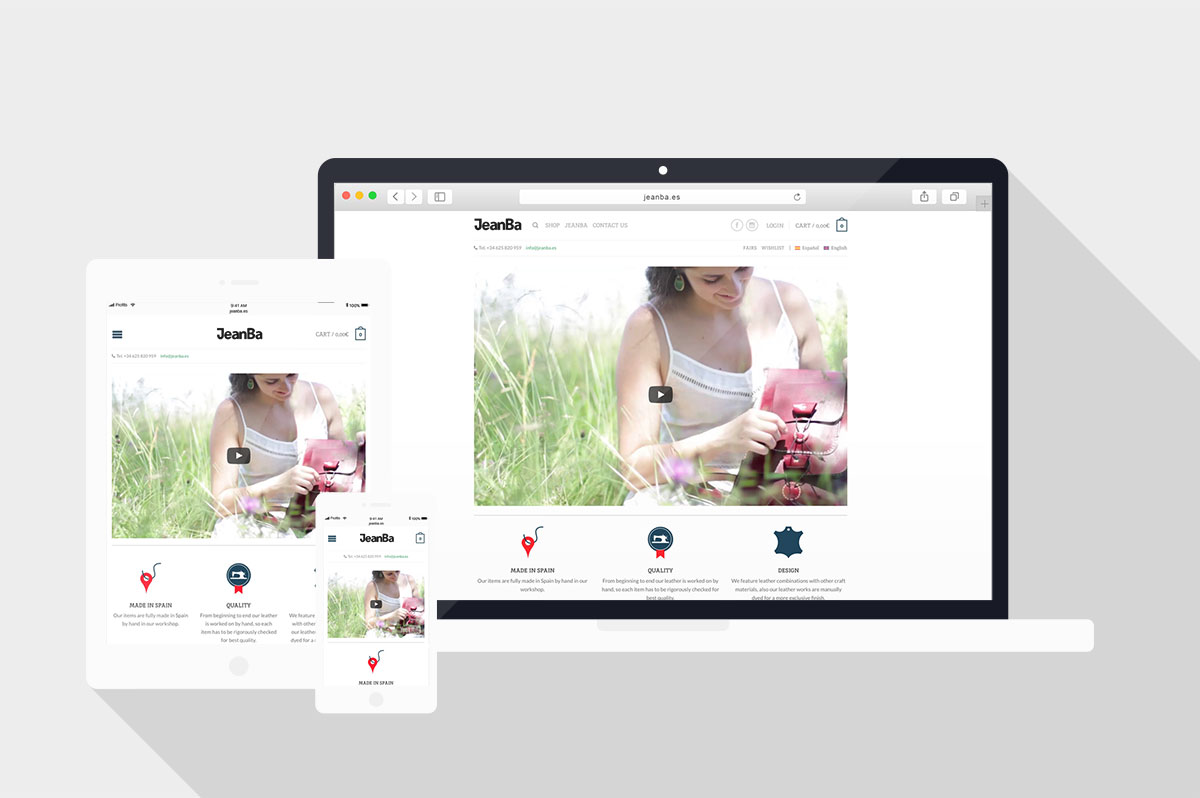 jeanba.es
JeanBa SHOP JEANBA CONTACT US LOGIN CART / 0,00€ 0
Tel: +34 625 820 959 info@jeanba.es FAIRS WISHLIST Español English
MADE IN SPAIN
Our items are fully made in Spain by hand in our
workshop.
QUALITY
From beginning to end our leather is worked on by
hand, so each item has to be rigorously checked for
best quality.
DESIGN
We feature leather combinations with other craft
materials, also our leather works are manually
dyed for a more exclusive finish.
Profits 9:41 AM 100%
jeanba.es
JeanBa CART / 0,00€ 0
Tel: +34 625 820 959 info@jeanba.es
MADE IN SPAIN
Our items are fully made in Spain
by hand in our workshop.
QUALITY
From beginning to end our leather
is worked on by hand, so each
item has to be rigorously checked
for best quality.
We feature
with other
our leather
dyed for a
Profits 9:41 AM 100%
jeanba.es
JeanBa 0
Tel: +34 625 820 959 info@jeanba.es
MADE IN SPAIN